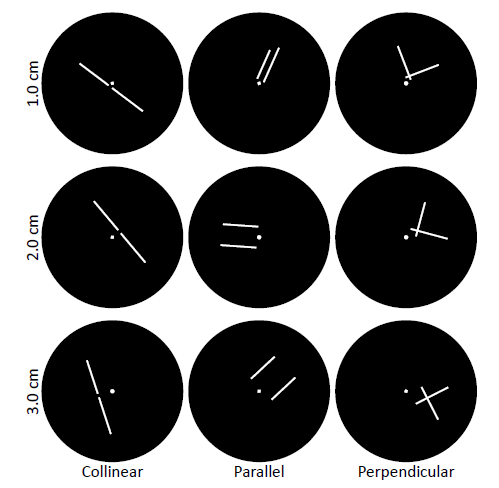 1.0 cm
2.0 cm
3.0 cm
Collinear
Parallel
Perpendicular